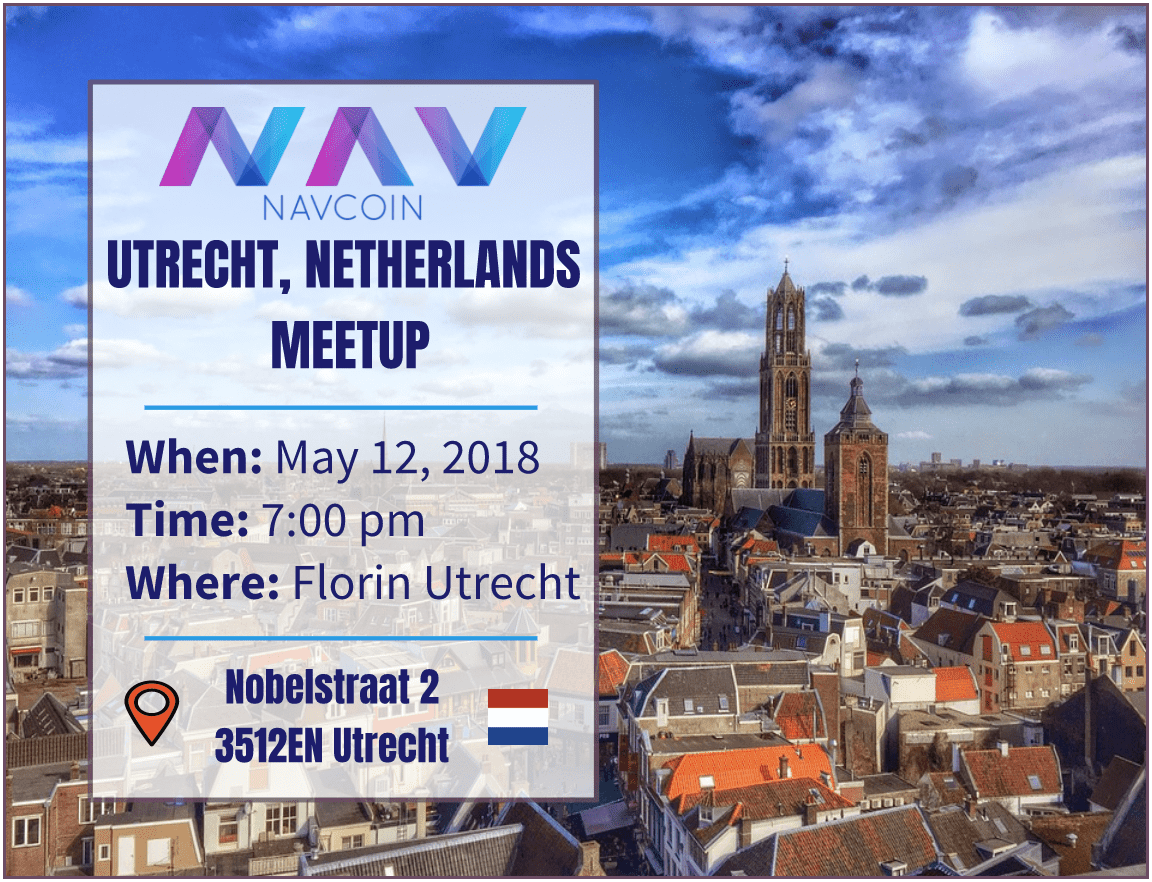 NAV
NAVCOIN
UTRECHT, NETHERLANDS
MEETUP
When: May 12, 2018
Time: 7:00 pm
Where: Florin Utrecht
Nobelstraat 2
3512EN Utrecht